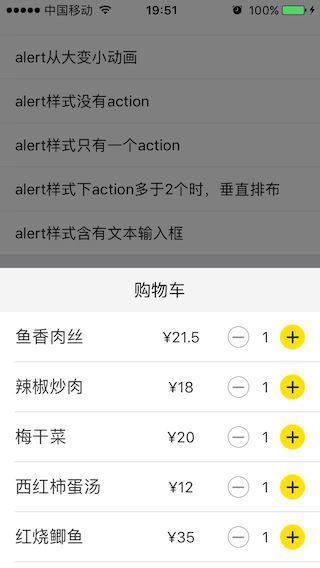 中国移动 19:51 100%
alert从大变小动画
alert样式没有action
alert样式只有一个action
alert样式下action多于2个时，垂直排布
alert样式含有文本输入框
购物车
鱼香肉丝 ¥21.5 1
辣椒炒肉 ¥18 1
梅干菜 ¥20 1
西红柿蛋汤 ¥12 1
红烧鲫鱼 ¥35 1